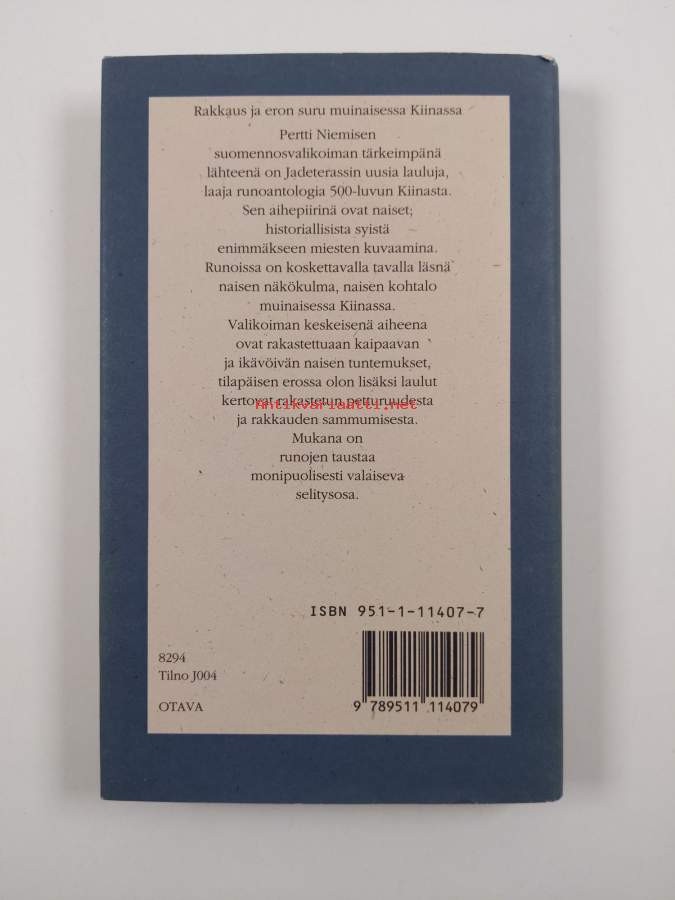 Rakkaus ja eron suru muinaisessa Kiinassa
Pertti Niemisen
suomennosvalikoiman tärkeimpänä
lähteenä on Jadeterassin uusia lauluja,
laaja runoantologia 500-luvun Kiinasta.
Sen aihepiirinä ovat naiset;
historiallisista syistä
enimmäkseen miesten kuvaamina.
Runoissa on koskettavalla tavalla läsnä
naisen näkökulma, naisen kohtalo
muinaisessa Kiinassa.
Valikoiman keskeisenä aiheena
ovat rakastettuaan kaipaavan
ja ikävöivän naisen tuntemukset,
tilapäisen erossa olon lisäksi laulut
kertovat rakastetun petturuudesta
Antikvariaatti.net
ja rakkauden sammumisesta.
Mukana on
runojen taustaa
monipuolisesti valaiseva
selitysosa.
ISBN 951-1-11407-7
8294
Tilno J004
OTAVA
9 789511 114079